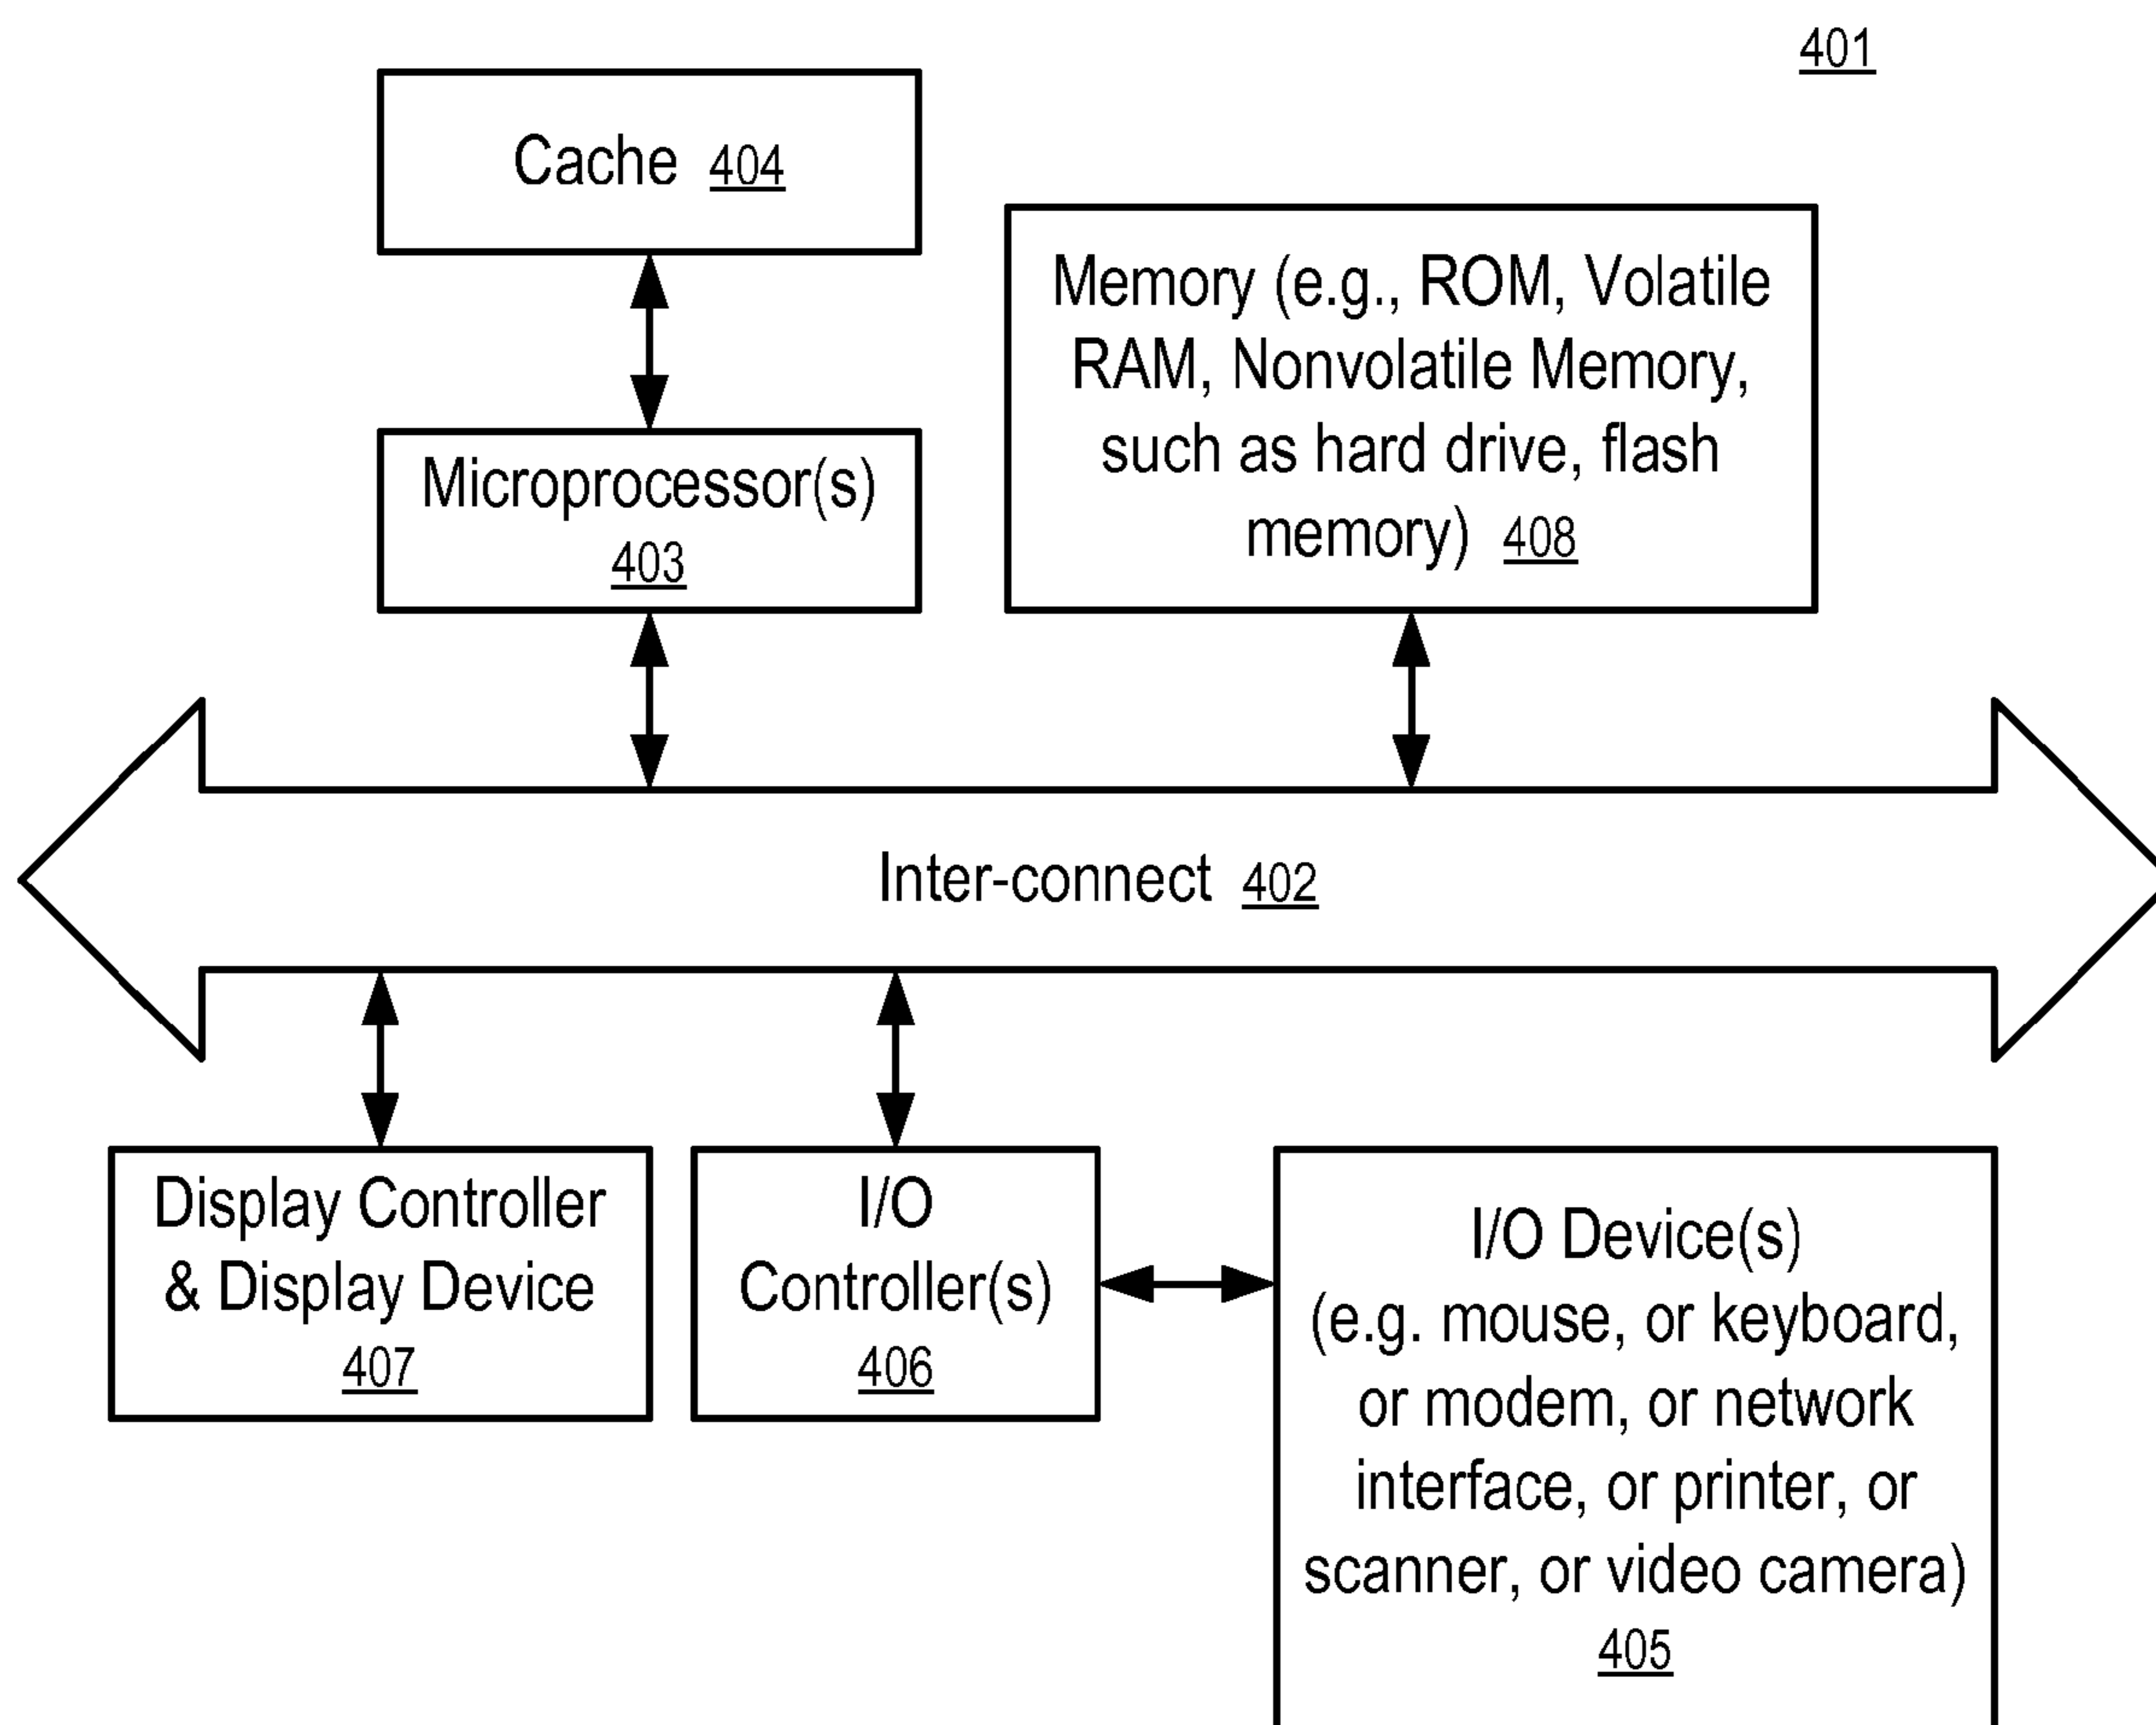 401
Cache 404
Memory (e.g., ROM, Volatile
RAM, Nonvolatile Memory,
such as hard drive, flash
memory) 408
Microprocessor(s)
403
Inter-connect 402
Display Controller
& Display Device
407
I/O
Controller(s)
406
I/O Device(s)
(e.g. mouse, or keyboard,
or modem, or network
interface, or printer, or
scanner, or video camera)
405